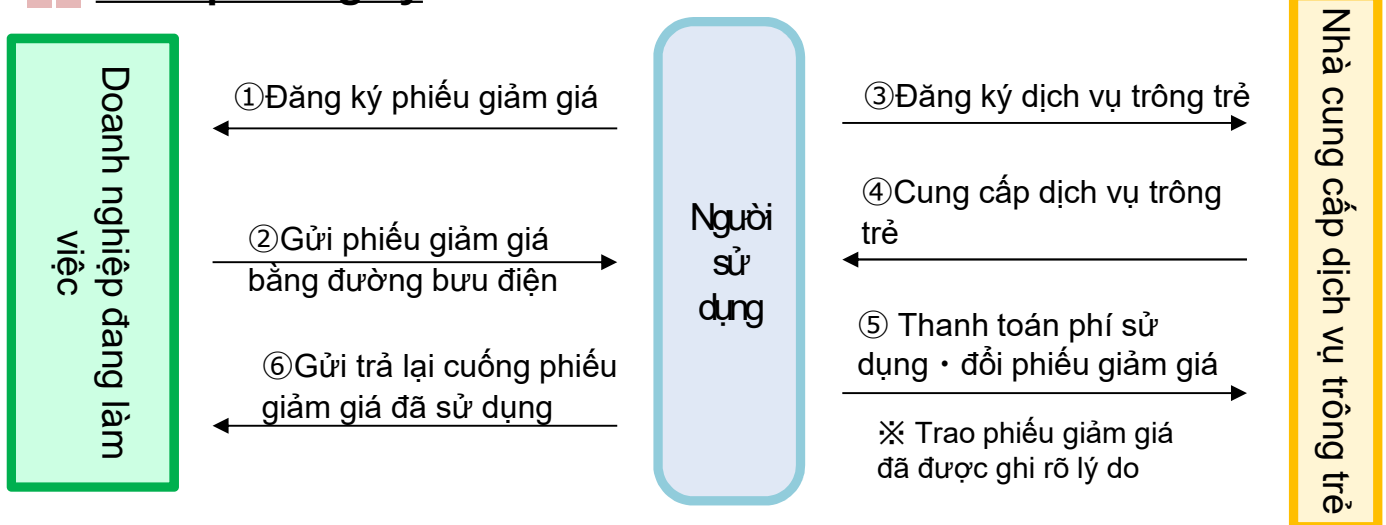 Doanh nghiệp đang làm
việc
①Đăng ký phiếu giảm giá
②Gửi phiếu giảm giá
bằng đường bưu điện
⑥Gửi trả lại cuống phiếu
giảm giá đã sử dụng
Người
sử
dụng
③Đăng ký dịch vụ trông trẻ
④Cung cấp dịch vụ trông
trẻ
⑤ Thanh toán phí sử
dụng・đổi phiếu giảm giá
※ Trao phiếu giảm giá
đã được ghi rõ lý do
Nhà cung cấp dịch vụ trông trẻ